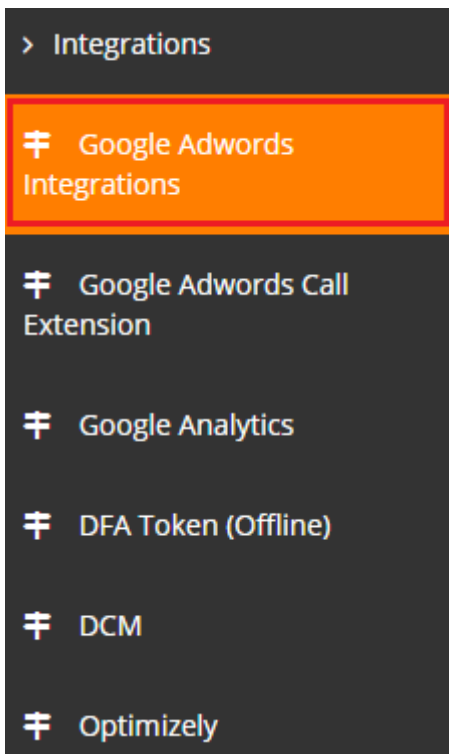 Integrations
Google Adwords
Integrations
Google Adwords Call
Extension
Google Analytics
DFA Token (Offline)
DCM
Optimizely